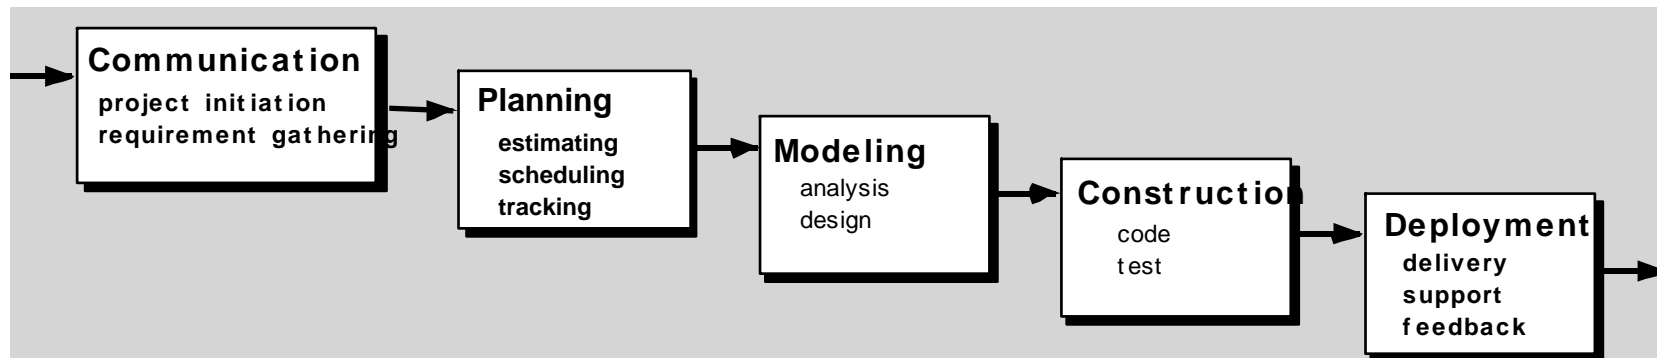 Communication
project initiation
requirement gathering
Planning
estimating
scheduling
tracking
Modeling
analysis
design
Construction
code
test
Deployment
delivery
support
feedback